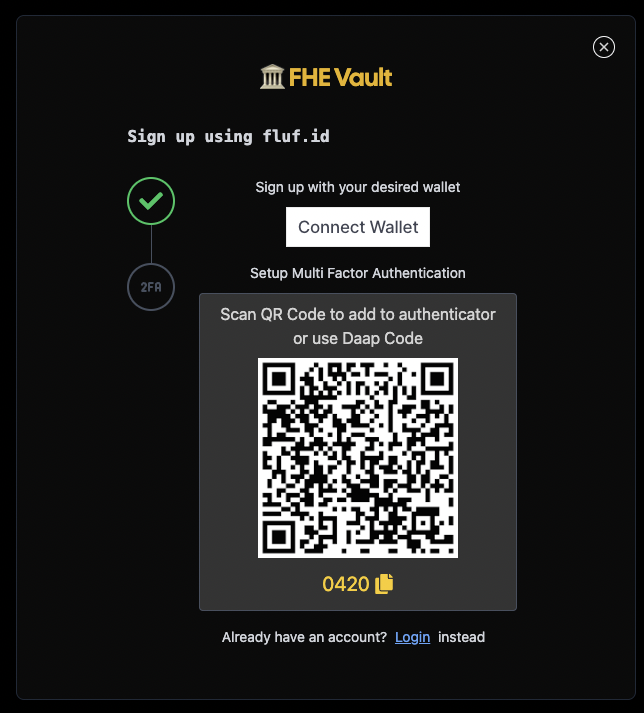 FHE Vault
Sign up using fluf.id
Sign up with your desired wallet
Connect Wallet
Setup Multi Factor Authentication
2FA
Scan QR Code to add to authenticator
or use Daap Code
0420
Already have an account? Login instead